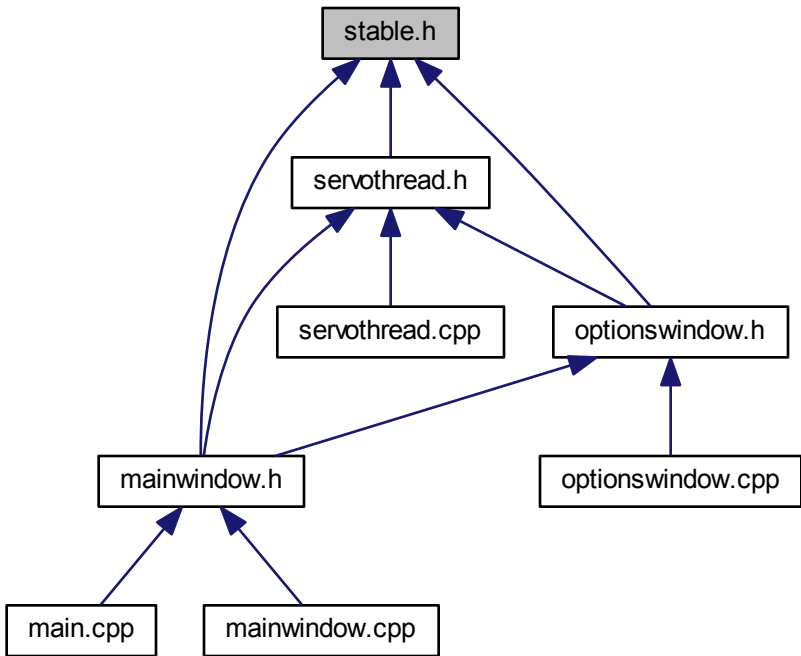 stable.h
servothread.h
servothread.cpp
optionswindow.h
mainwindow.h
optionswindow.cpp
main.cpp
mainwindow.cpp